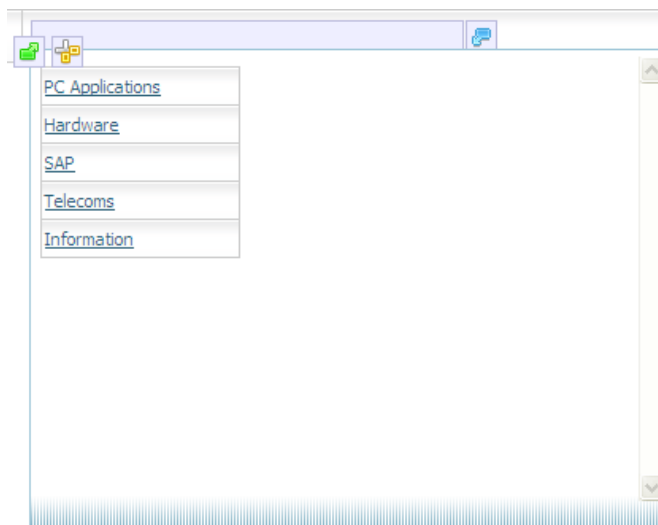 PC Applications
Hardware
SAP
Telecoms
Information